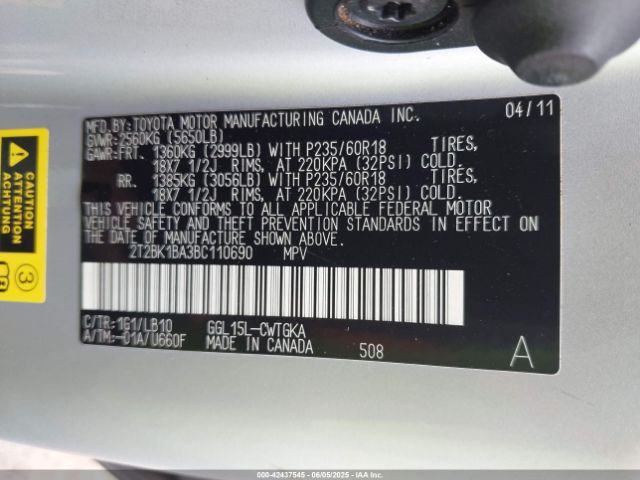 MFD. BY: TOYOTA MOTOR MANUFACTURING CANADA INC. 04/11
GVWR: 2560KG (5650LB)
GAWR: FRT. 1360KG (2999LB) WITH P235/60R18 TIRES,
18X7 1/2J RIMS, AT 220KPA (32PSI) COLD.
RR. 1385KG (3056LB) WITH P235/60R18 TIRES,
18X7 1/2J RIMS, AT 220KPA (32PSI) COLD.
THIS VEHICLE CONFORMS TO ALL APPLICABLE FEDERAL MOTOR
VEHICLE SAFETY AND THEFT PREVENTION STANDARDS IN EFFECT ON
THE DATE OF MANUFACTURE SHOWN ABOVE.
2T2BK1BA3BC110690 MPV
C/TR: 1G1/LB10 GGL15L-CWTGKA
A/TM: -01A/U660F MADE IN CANADA 508 A
CAUTION
ATTENTION
ACHTUNG
3
000-42437545 - 06/05/2025 - IAAI.COM